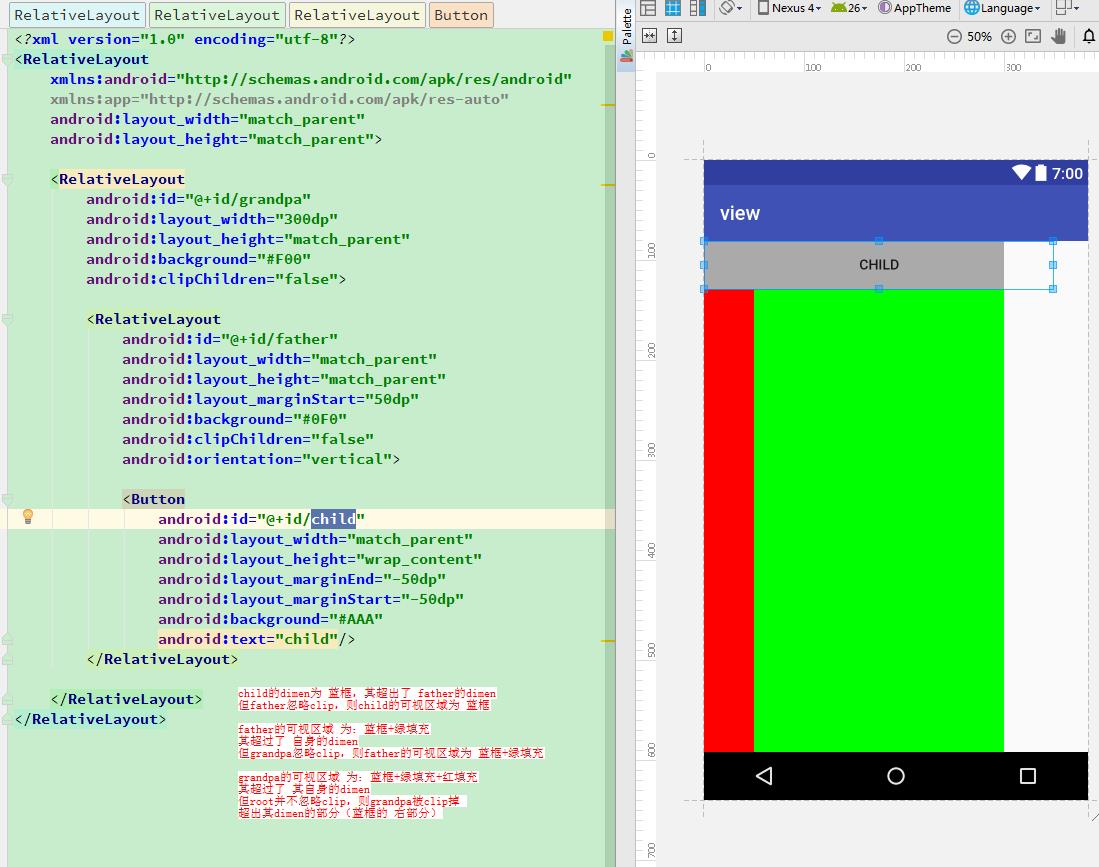 RelativeLayout RelativeLayout RelativeLayout Button
<?xml version="1.0" encoding="utf-8"?>
<RelativeLayout
xmlns:android="http://schemas.android.com/apk/res/android"
xmlns:app="http://schemas.android.com/apk/res-auto"
android:layout_width="match_parent"
android:layout_height="match_parent">
<RelativeLayout
android:id="@+id/grandpa"
android:layout_width="300dp"
android:layout_height="match_parent"
android:background="#F00"
android:clipChildren="false">
<RelativeLayout
android:id="@+id/father"
android:layout_width="match_parent"
android:layout_height="match_parent"
android:layout_marginStart="50dp"
android:background="#0F0"
android:clipChildren="false"
android:orientation="vertical">
<Button
android:id="@+id/child"
android:layout_width="match_parent"
android:layout_height="wrap_content"
android:layout_marginEnd="-50dp"
android:layout_marginStart="-50dp"
android:background="#AAA"
android:text="child"/>
</RelativeLayout>
</RelativeLayout>
</RelativeLayout>
child的dimen为 蓝框，其超出了 father的dimen
但father忽略clip，则child的可视区域为 蓝框
father的可视区域 为：蓝框+绿填充
其超过了 自身的dimen
但grandpa忽略clip，则father的可视区域为 蓝框+绿填充
grandpa的可视区域 为：蓝框+绿填充+红填充
其超过了 其自身的dimen
但root并不忽略clip，则grandpa被clip掉
超出其dimen的部分（蓝框的 右部分）
Palette
Nexus 4 26 AppTheme Language
50%
0 100 200 300
0
100
200
300
400
500
600
700
7:00
view
CHILD